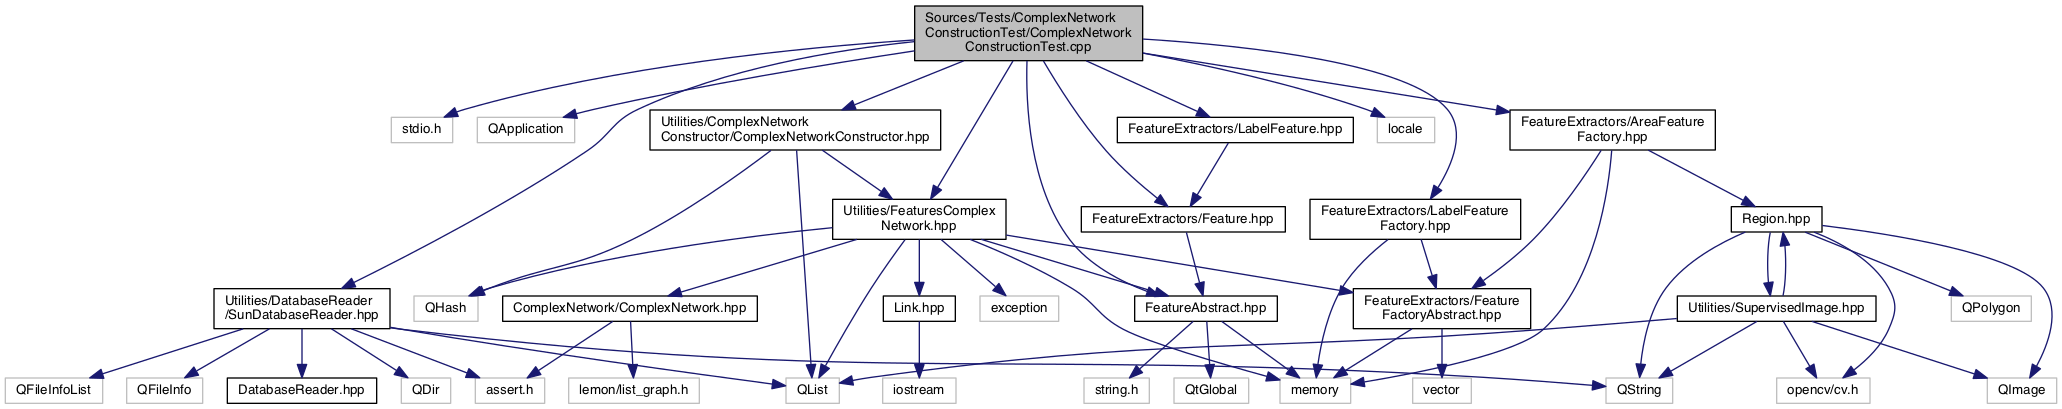 Sources/Tests/ComplexNetwork
ConstructionTest/ComplexNetwork
ConstructionTest.cpp
stdio.h
QApplication
Utilities/ComplexNetwork
Constructor/ComplexNetworkConstructor.hpp
FeatureExtractors/LabelFeature.hpp
locale
FeatureExtractors/AreaFeature
Factory.hpp
Utilities/FeaturesComplex
Network.hpp
FeatureExtractors/Feature.hpp
FeatureExtractors/LabelFeature
Factory.hpp
Region.hpp
Utilities/DatabaseReader
/SunDatabaseReader.hpp
QHash
ComplexNetwork/ComplexNetwork.hpp
Link.hpp
exception
FeatureAbstract.hpp
FeatureExtractors/Feature
FactoryAbstract.hpp
Utilities/SupervisedImage.hpp
QPolygon
QFileInfoList
QFileInfo
DatabaseReader.hpp
QDir
assert.h
lemon/list_graph.h
QList
iostream
string.h
QtGlobal
memory
vector
QString
opencv/cv.h
QImage